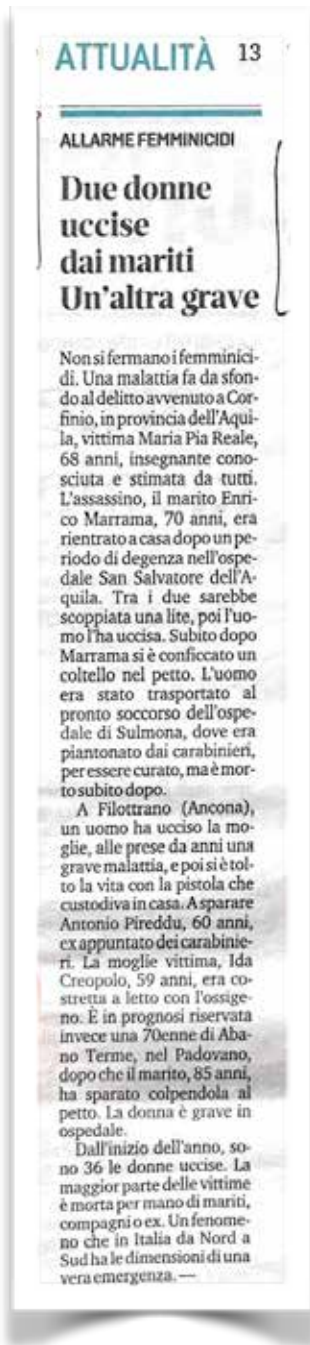 ATTUALITÀ 13
ALLARME FEMMINICIDI
Due donne
uccise
dai mariti
Un'altra grave
Non si fermano i femminici-
di. Una malattia fa da sfon-
do al delitto avvenuto a Cor-
finio, in provincia dell'Aqui-
la, vittima Maria Pia Reale,
68 anni, insegnante cono-
sciuta e stimata da tutti.
L'assassino, il marito Enri-
co Marrama, 70 anni, era
rientrato a casa dopo un pe-
riodo di degenza nell'ospe-
dale San Salvatore dell'A-
quila. Tra i due sarebbe
scoppiata una lite, poi l'uo-
mo l'ha uccisa. Subito dopo
Marrama si è conficcato un
coltello nel petto. L'uomo
era stato trasportato al
pronto soccorso dell'ospe-
dale di Sulmona, dove era
piantonato dai carabinieri,
per essere curato, ma è mor-
to subito dopo.
A Filottrano (Ancona),
un uomo ha ucciso la mo-
glie, alle prese da anni una
grave malattia, e poi si è tol-
to la vita con la pistola che
custodiva in casa. A sparare
Antonio Pireddu, 60 anni,
ex appuntato dei carabinie-
ri. La moglie vittima, Ida
Creopolo, 59 anni, era co-
stretta a letto con l'ossige-
no. È in prognosi riservata
invece una 70enne di Aba-
no Terme, nel Padovano,
dopo che il marito, 85 anni,
ha sparato colpendola al
petto. La donna è grave in
ospedale.
Dall'inizio dell'anno, so-
no 36 le donne uccise. La
maggior parte delle vittime
è morta per mano di mariti,
compagni o ex. Un fenome-
no che in Italia da Nord a
Sud ha le dimensioni di una
vera emergenza. —